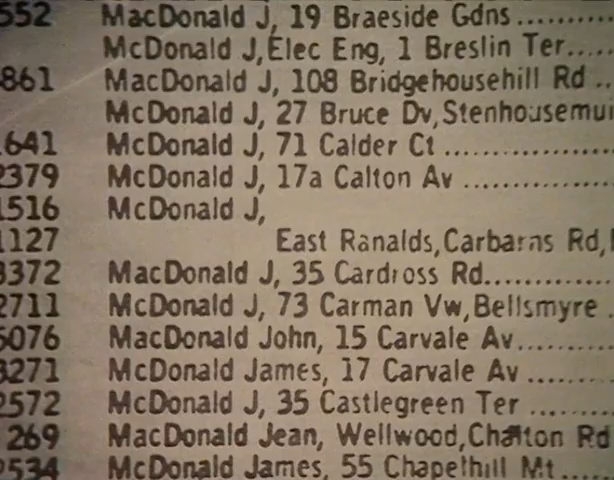 552 MacDonald J, 19 Braeside Gdns
McDonald J, Elec Eng, 1 Breslin Ter
861 MacDonald J, 108 Bridgehousehill Rd
McDonald J, 27 Bruce Dv, Stenhousemui
641 McDonald J, 71 Calder Ct
2379 McDonald J, 17a Calton Av
1516 McDonald J,
1127 East Ranalds, Carbarns Rd,
3372 MacDonald J, 35 Cardross Rd
2711 McDonald J, 73 Carman Vw, Bellsmyre
6076 MacDonald John, 15 Carvale Av
3271 McDonald James, 17 Carvale Av
2572 McDonald J, 35 Castlegreen Ter
269 MacDonald Jean, Wellwood, Rd
2534 McDonald James, 55 Chapelhill Mt